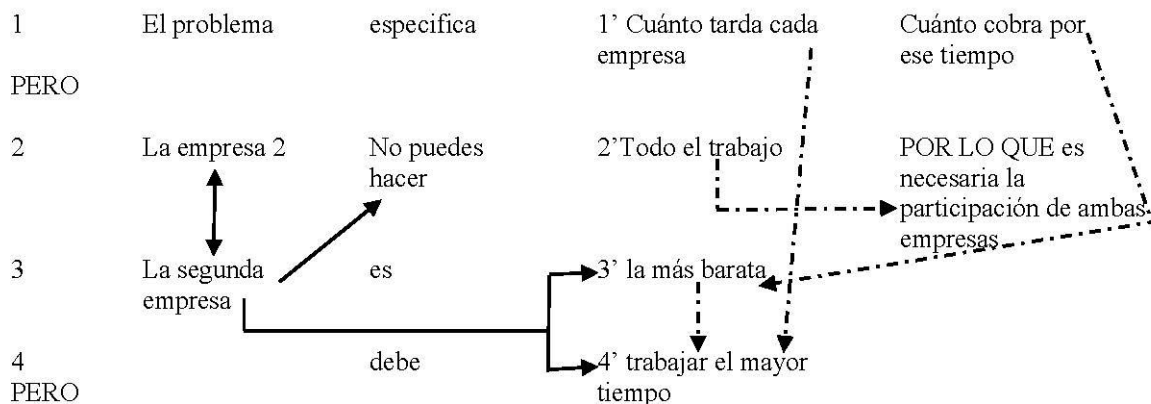 1 El problema especifica 1’ Cuánto tarda cada Cuánto cobra por
empresa ese tiempo
PERO
2 La empresa 2 No puedes 2’Todo el trabajo POR LO QUE es
hacer necesaria la
participación de ambas
empresas
3 La segunda es 3’ la más barata
empresa
4 debe 4’ trabajar el mayor
PERO tiempo